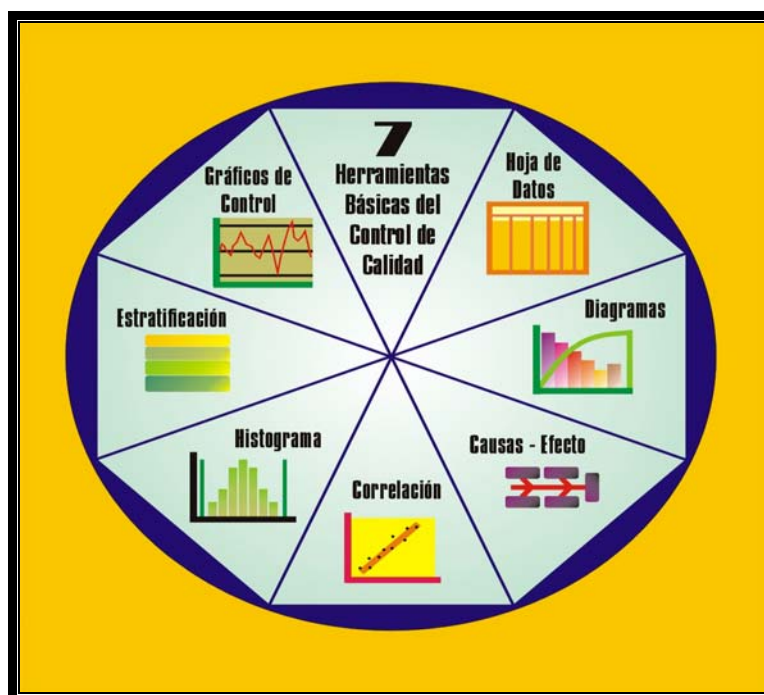 7
Herramientas
Básicas del
Control de
Calidad
Hoja de
Datos
Diagramas
Causas - Efecto
Correlación
Histograma
Estratificación
Gráficos de
Control